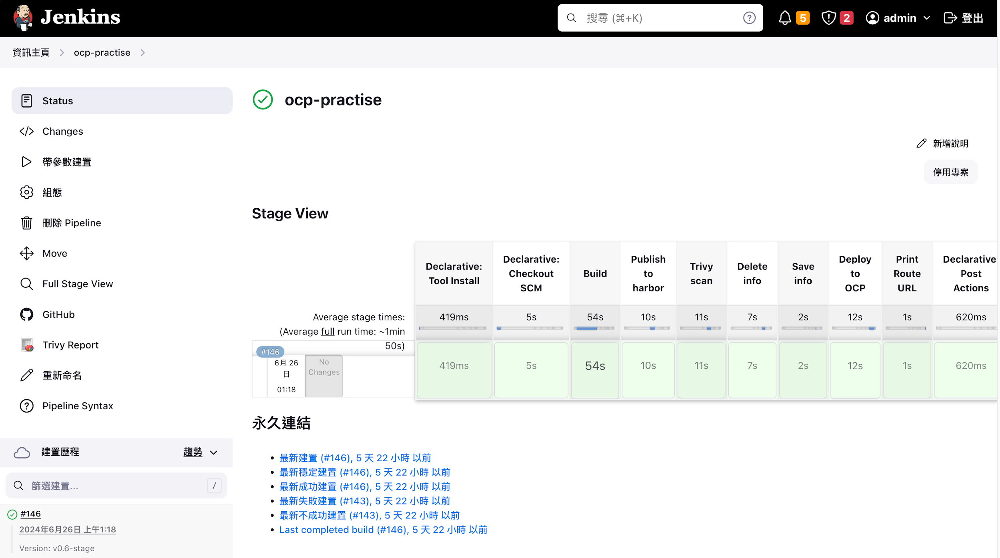 Jenkins
搜尋 (⌘+K)
5
2
admin
登出
資訊主頁
ocp-practise
Status
Changes
帶參數建置
組態
刪除 Pipeline
Move
Full Stage View
GitHub
Trivy Report
重新命名
Pipeline Syntax
建置歷程
趨勢
篩選建置...
/
#146
2024年6月26日 上午1:18
Version: v0.6-stage
ocp-practise
新增說明
停用專案
Stage View
Declarative:
Tool Install
Declarative:
Checkout
SCM
Build
Publish
to
harbor
Trivy
scan
Delete
info
Save
info
Deploy
to
OCP
Print
Route
URL
Declarative:
Post
Actions
Average stage times:
(Average full run time: ~1min
50s)
419ms
5s
54s
10s
11s
7s
2s
12s
1s
620ms
#146
6月 26
日
01:18
No
Changes
419ms
5s
54s
10s
11s
7s
2s
12s
1s
620ms
永久連結
最新建置 (#146), 5 天 22 小時 以前
最新穩定建置 (#146), 5 天 22 小時 以前
最新成功建置 (#146), 5 天 22 小時 以前
最新失敗建置 (#143), 5 天 22 小時 以前
最新不成功建置 (#143), 5 天 22 小時 以前
Last completed build (#146), 5 天 22 小時 以前